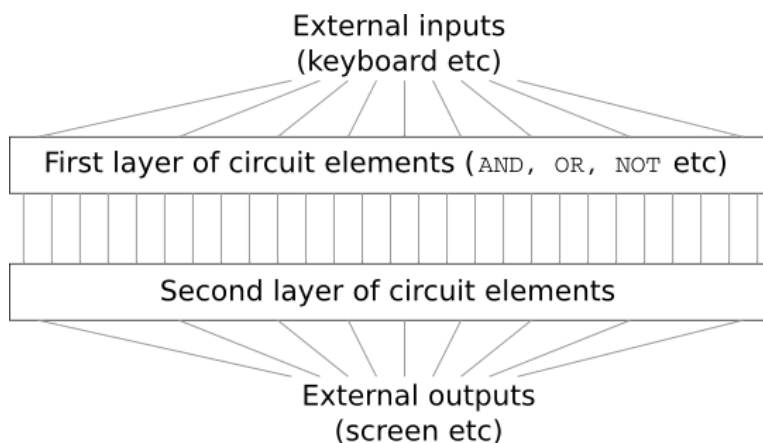 External inputs
(keyboard etc)
First layer of circuit elements (AND, OR, NOT etc)
Second layer of circuit elements
External outputs
(screen etc)